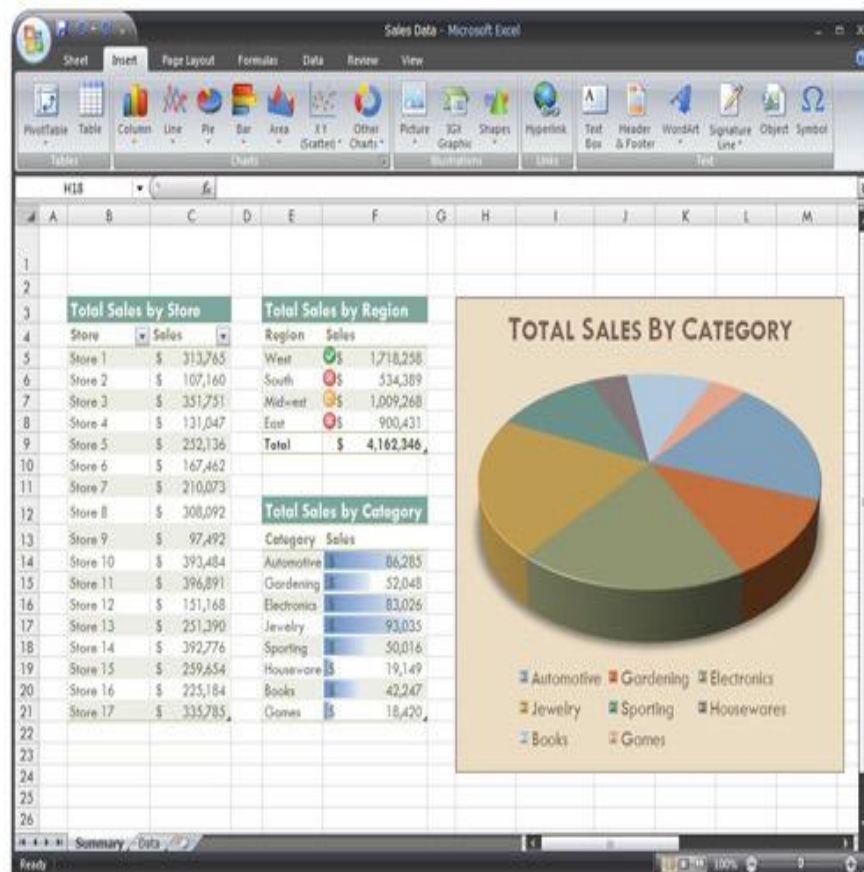 Sales Data - Microsoft Excel
Sheet Insert Page Layout Formulas Data Review View
PivotTable Table Column Line Pie Bar Area X Y (Scatter) Other Charts Picture IGX Graphic Shapes Hyperlink Text Box Header & Footer WordArt Signature Line Object Symbol
Tables Charts Illustrations Links Text
H18 fx
A B C D E F G H I J K L M
1
2
3 Total Sales by Store Total Sales by Region
4 Store Sales Region Sales
5 Store 1 $ 313,765 West $ 1,718,258
6 Store 2 $ 107,160 South $ 534,389
7 Store 3 $ 351,751 Midwest $ 1,009,268
8 Store 4 $ 131,047 East $ 900,431
9 Store 5 $ 252,136 Total $ 4,162,346
10 Store 6 $ 167,462
11 Store 7 $ 210,073
12 Store 8 $ 308,092 Total Sales by Category
13 Store 9 $ 97,492 Category Sales
14 Store 10 $ 393,484 Automotive $ 86,285
15 Store 11 $ 396,891 Gardening $ 52,048
16 Store 12 $ 151,168 Electronics $ 83,026
17 Store 13 $ 251,390 Jewelry $ 93,035
18 Store 14 $ 392,776 Sporting $ 50,016
19 Store 15 $ 259,654 Houseware $ 19,149
20 Store 16 $ 225,184 Books $ 42,247
21 Store 17 $ 335,785 Games $ 18,420
22
23
24
25
26
TOTAL SALES BY CATEGORY
Automotive Gardening Electronics
Jewelry Sporting Housewares
Books Games
Summary Data
Ready 100%